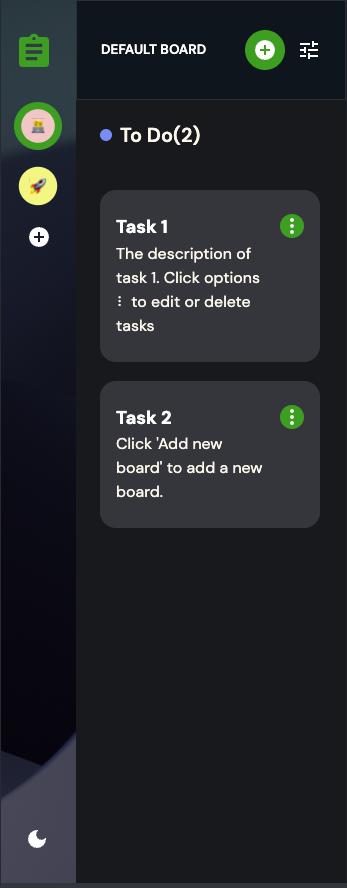 DEFAULT BOARD
To Do(2)
Task 1
The description of
task 1. Click options
⋮ to edit or delete
tasks
Task 2
Click 'Add new
board' to add a new
board.